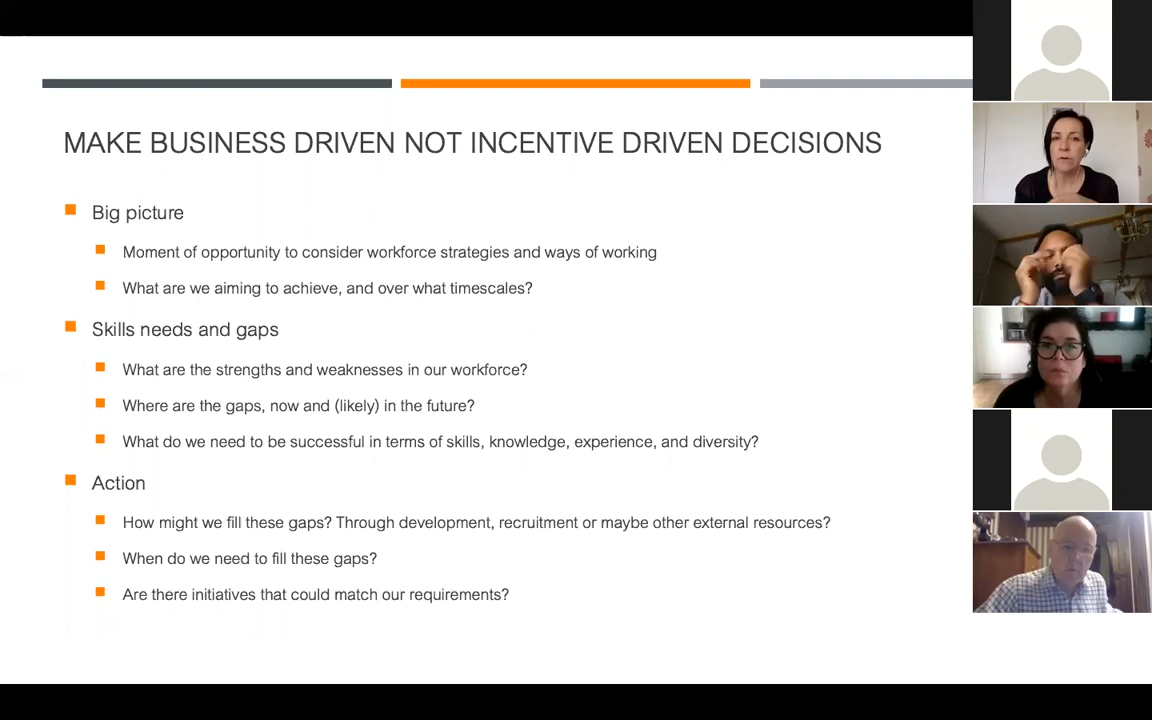 MAKE BUSINESS DRIVEN NOT INCENTIVE DRIVEN DECISIONS
Big picture
Moment of opportunity to consider workforce strategies and ways of working
What are we aiming to achieve, and over what timescales?
Skills needs and gaps
What are the strengths and weaknesses in our workforce?
Where are the gaps, now and (likely) in the future?
What do we need to be successful in terms of skills, knowledge, experience, and diversity?
Action
How might we fill these gaps? Through development, recruitment or maybe other external resources?
When do we need to fill these gaps?
Are there initiatives that could match our requirements?